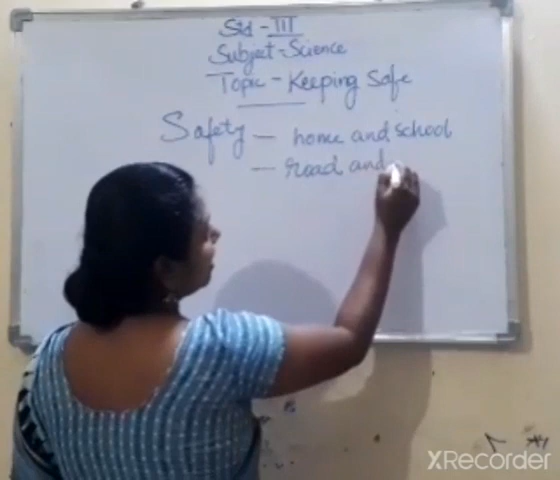 Std - III
Subject - Science
Topic - Keeping Safe
Safety — home and school
— road and
XRecorder